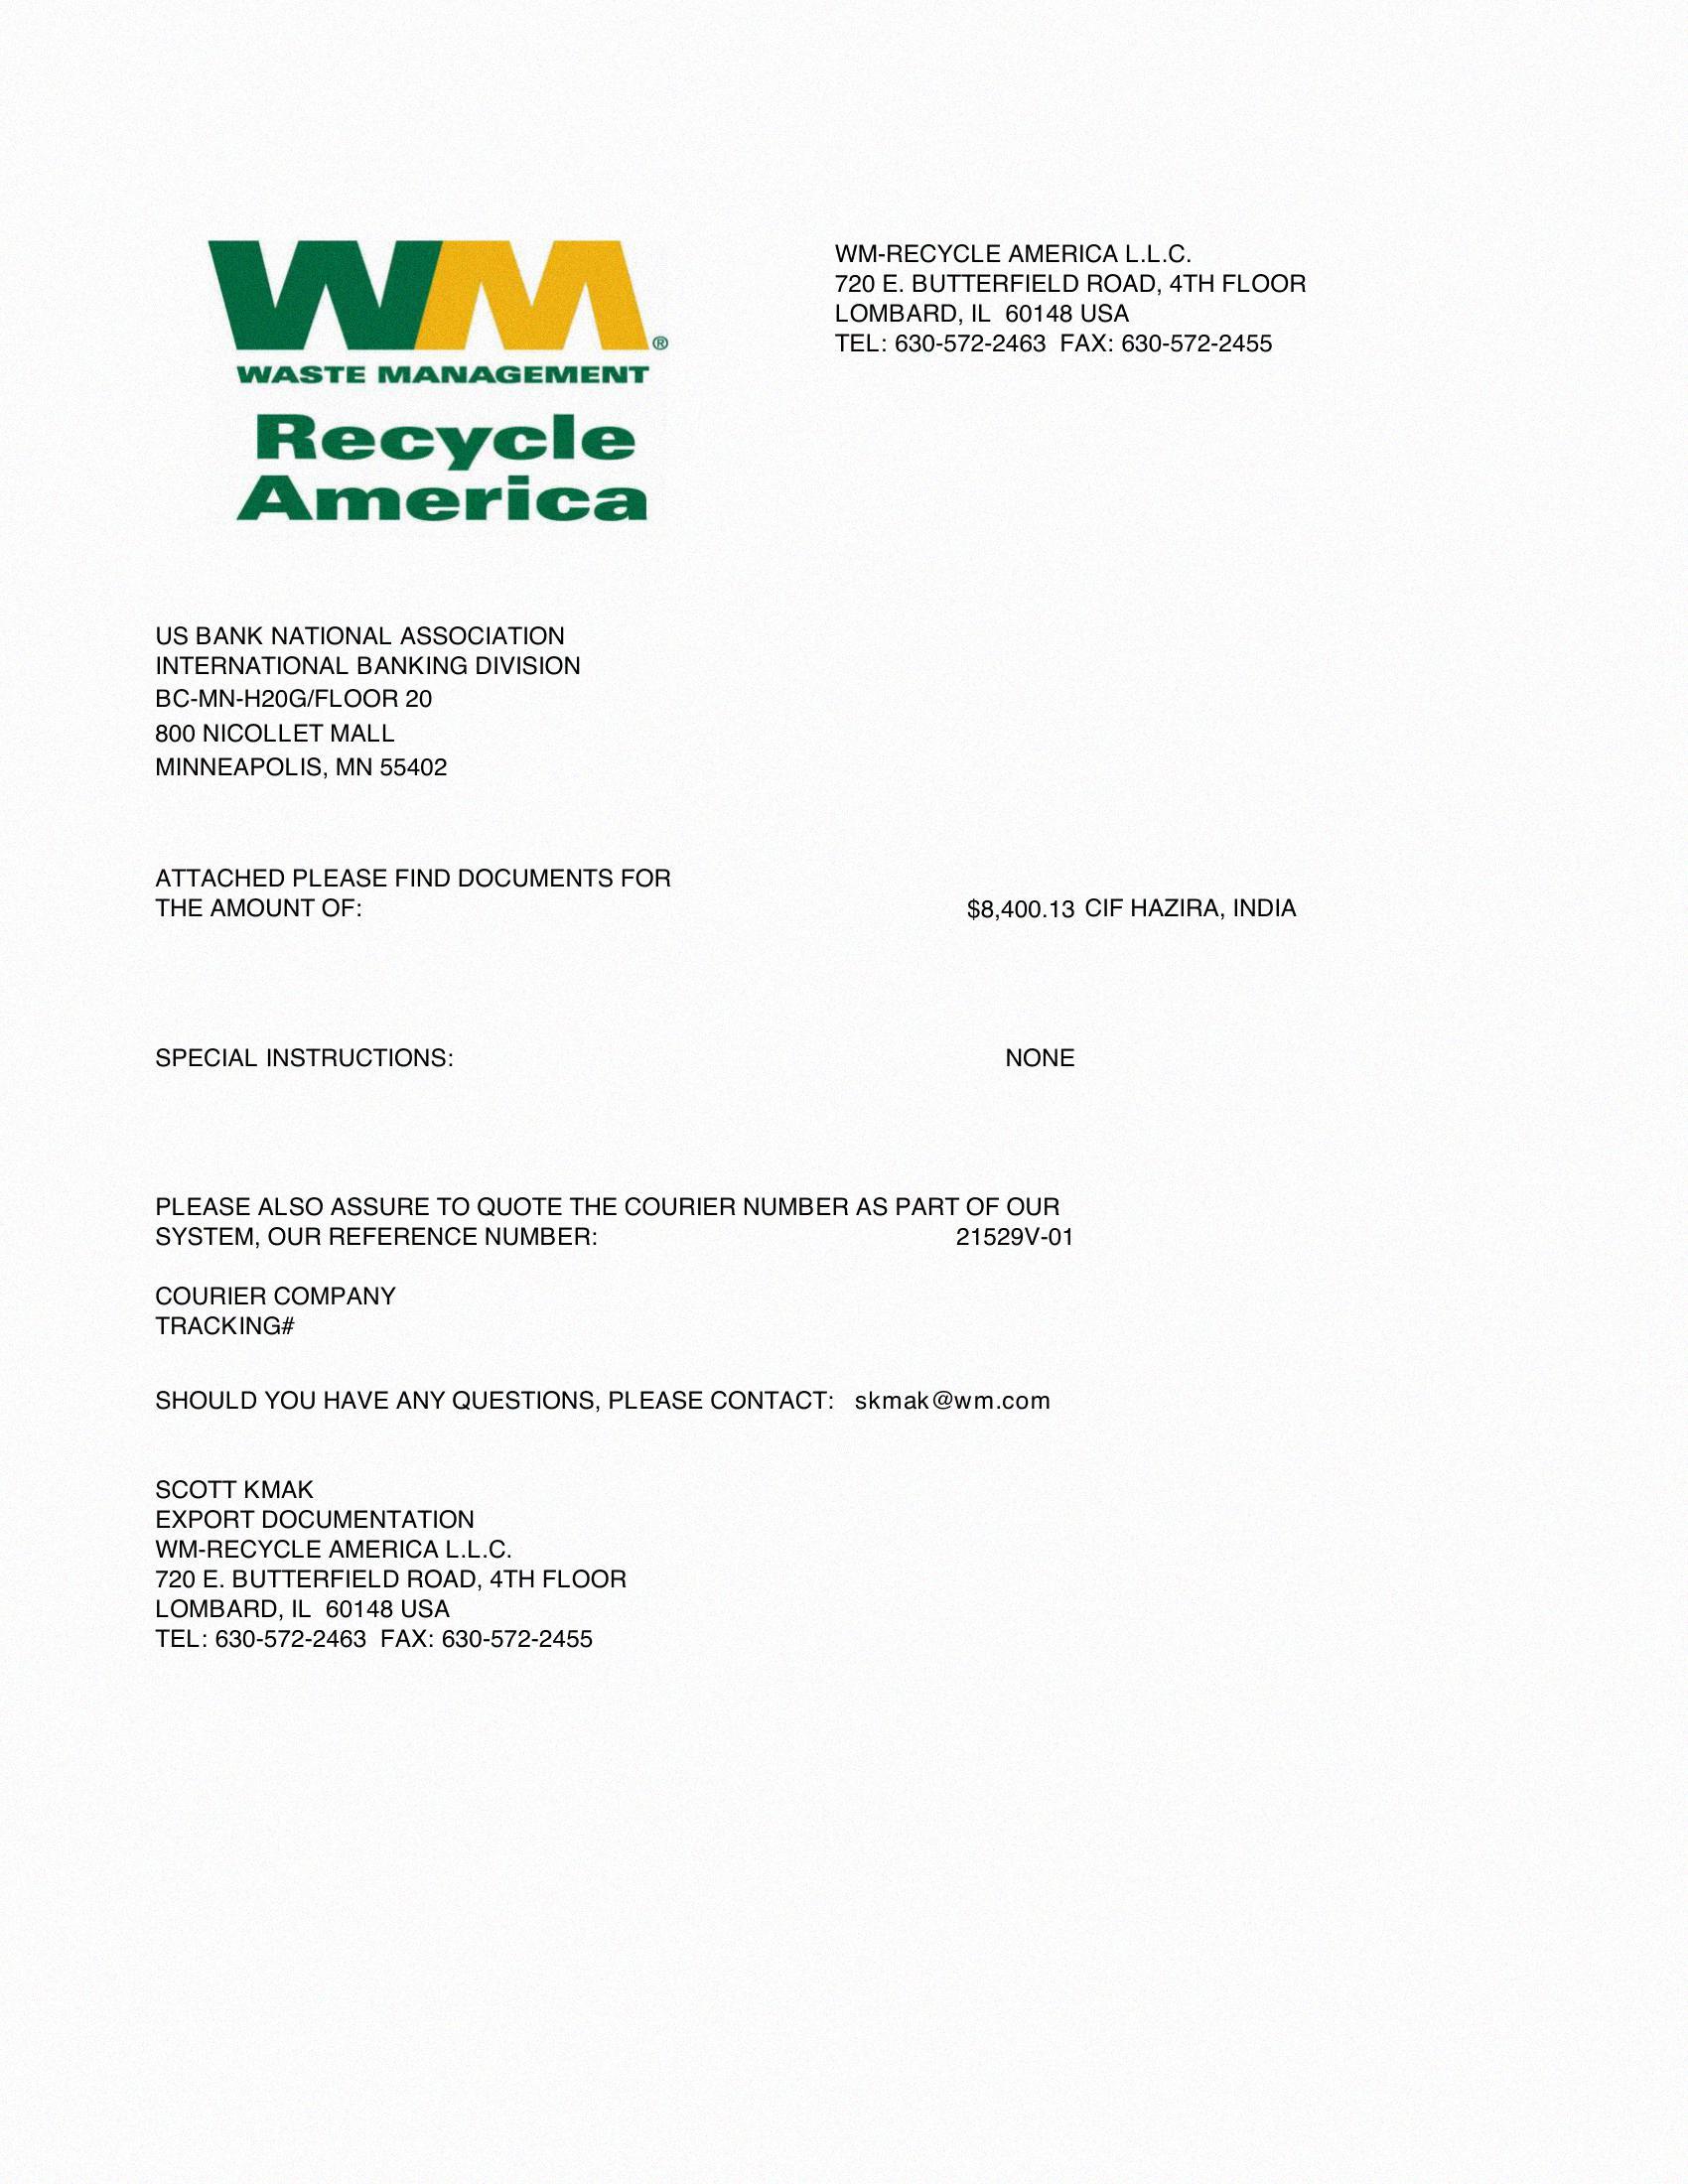 WM®
WASTE MANAGEMENT
Recycle
America
WM-RECYCLE AMERICA L.L.C.
720 E. BUTTERFIELD ROAD, 4TH FLOOR
LOMBARD, IL  60148 USA
TEL: 630-572-2463  FAX: 630-572-2455
US BANK NATIONAL ASSOCIATION
INTERNATIONAL BANKING DIVISION
BC-MN-H20G/FLOOR 20
800 NICOLLET MALL
MINNEAPOLIS, MN 55402
ATTACHED PLEASE FIND DOCUMENTS FOR
THE AMOUNT OF: $8,400.13 CIF HAZIRA, INDIA
SPECIAL INSTRUCTIONS: NONE
PLEASE ALSO ASSURE TO QUOTE THE COURIER NUMBER AS PART OF OUR
SYSTEM, OUR REFERENCE NUMBER: 21529V-01
COURIER COMPANY
TRACKING#
SHOULD YOU HAVE ANY QUESTIONS, PLEASE CONTACT: skmak@wm.com
SCOTT KMAK
EXPORT DOCUMENTATION
WM-RECYCLE AMERICA L.L.C.
720 E. BUTTERFIELD ROAD, 4TH FLOOR
LOMBARD, IL  60148 USA
TEL: 630-572-2463  FAX: 630-572-2455